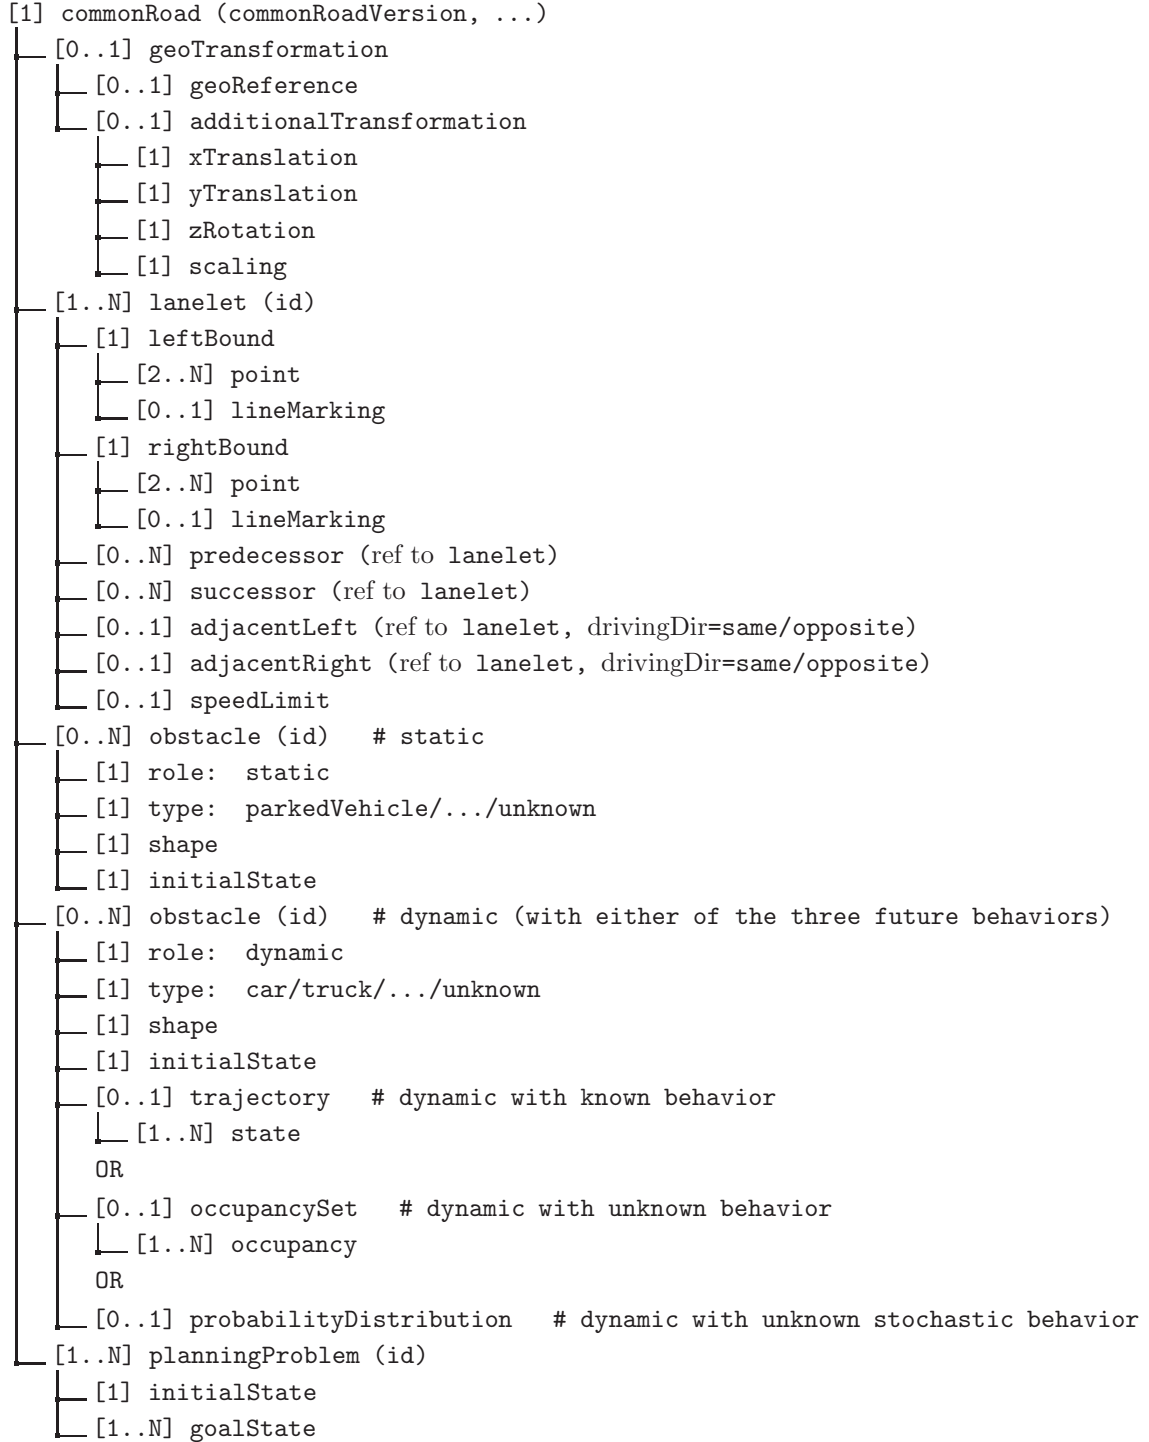 [1] commonRoad (commonRoadVersion, ...)
[0..1] geoTransformation
[0..1] geoReference
[0..1] additionalTransformation
[1] xTranslation
[1] yTranslation
[1] zRotation
[1] scaling
[1..N] lanelet (id)
[1] leftBound
[2..N] point
[0..1] lineMarking
[1] rightBound
[2..N] point
[0..1] lineMarking
[0..N] predecessor (ref to lanelet)
[0..N] successor (ref to lanelet)
[0..1] adjacentLeft (ref to lanelet, drivingDir=same/opposite)
[0..1] adjacentRight (ref to lanelet, drivingDir=same/opposite)
[0..1] speedLimit
[0..N] obstacle (id) # static
[1] role: static
[1] type: parkedVehicle/.../unknown
[1] shape
[1] initialState
[0..N] obstacle (id) # dynamic (with either of the three future behaviors)
[1] role: dynamic
[1] type: car/truck/.../unknown
[1] shape
[1] initialState
[0..1] trajectory # dynamic with known behavior
[1..N] state
OR
[0..1] occupancySet # dynamic with unknown behavior
[1..N] occupancy
OR
[0..1] probabilityDistribution # dynamic with unknown stochastic behavior
[1..N] planningProblem (id)
[1] initialState
[1..N] goalState